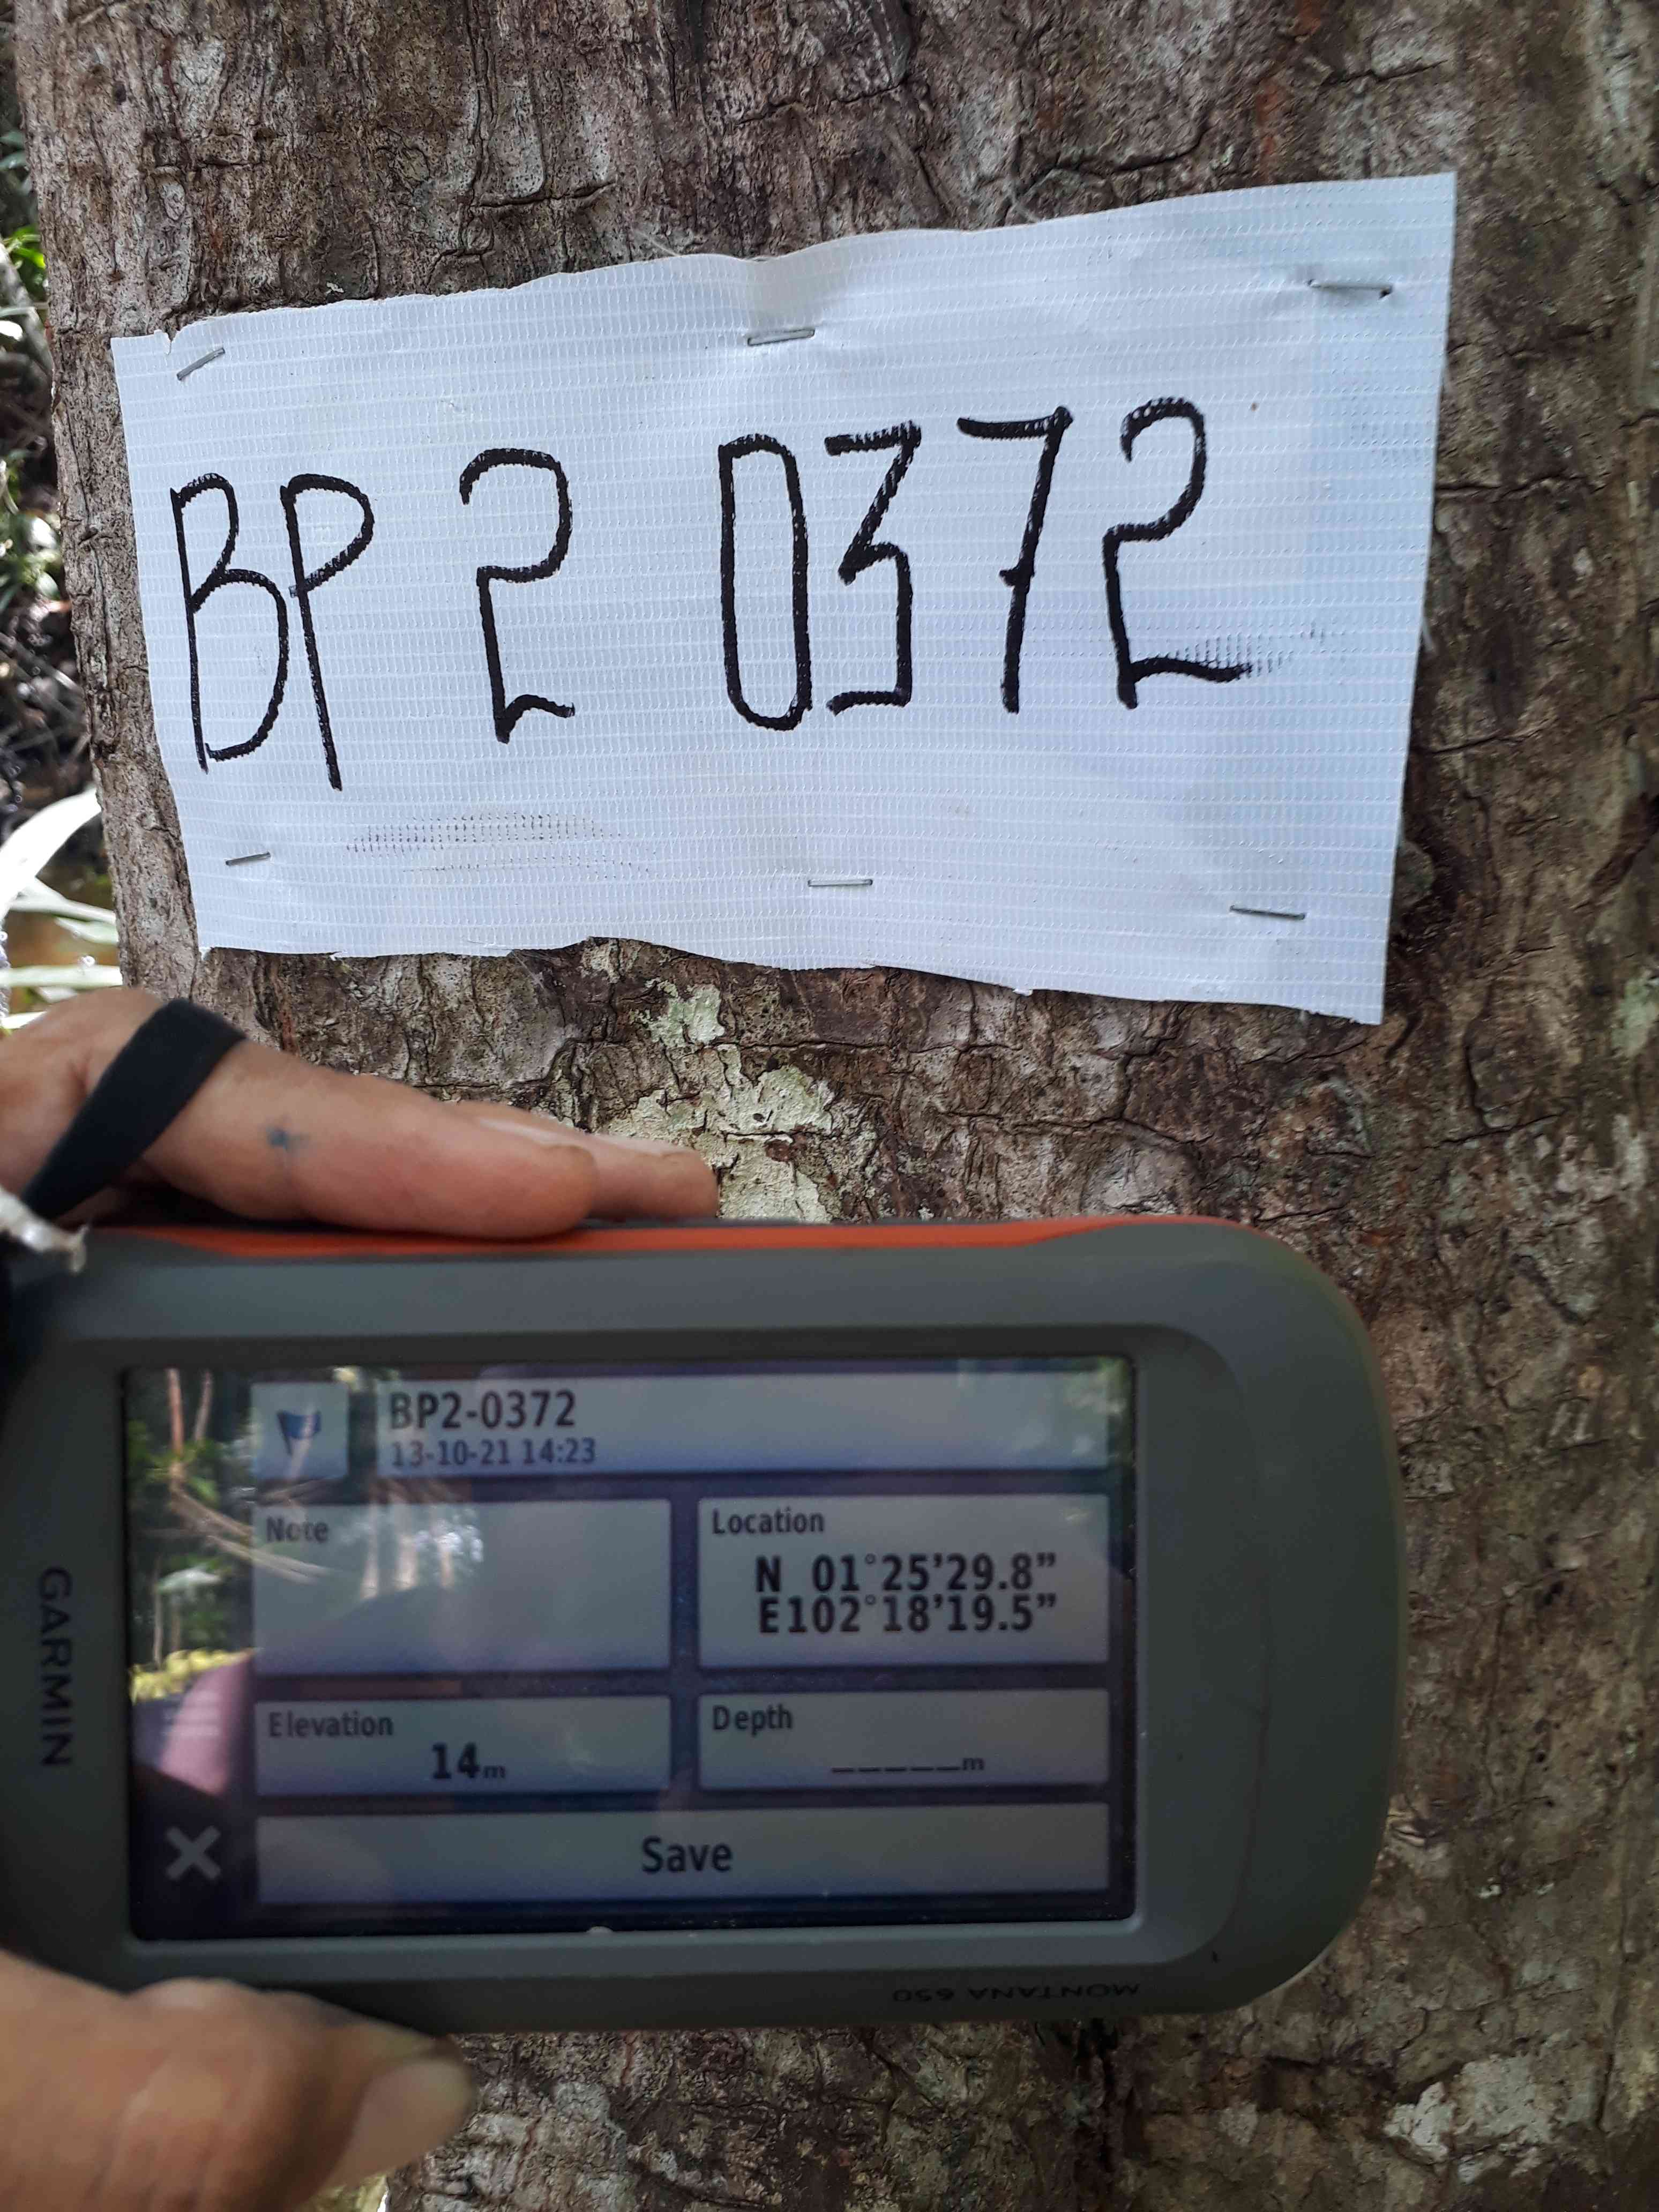 BP 2 0372
BP2-0372
13-10-21 14:23
Note
Location
N 01°25'29.8"
E102°18'19.5"
Elevation
14m
Depth
_____m
Save
GARMIN
MONTANA 650